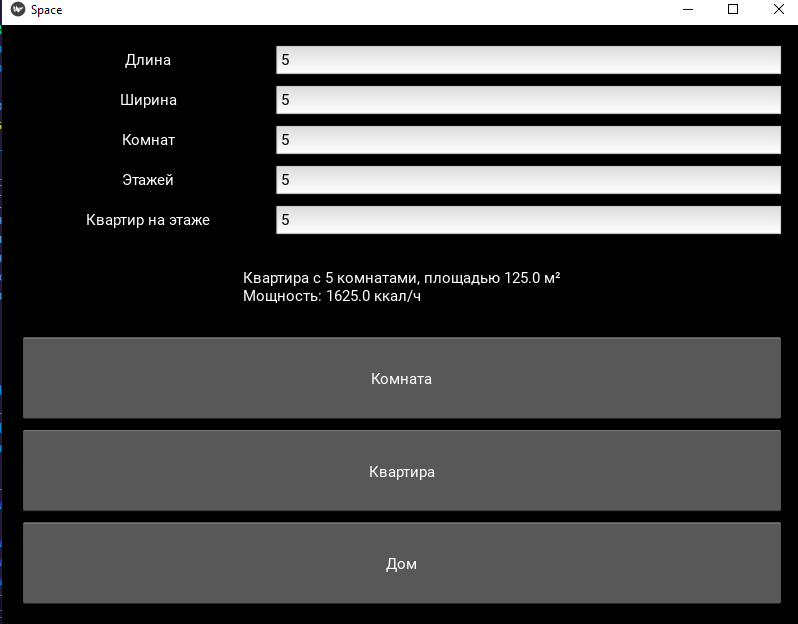 Space
Длина 5
Ширина 5
Комнат 5
Этажей 5
Квартир на этаже 5
Квартира с 5 комнатами, площадью 125.0 м²
Мощность: 1625.0 ккал/ч
Комната
Квартира
Дом